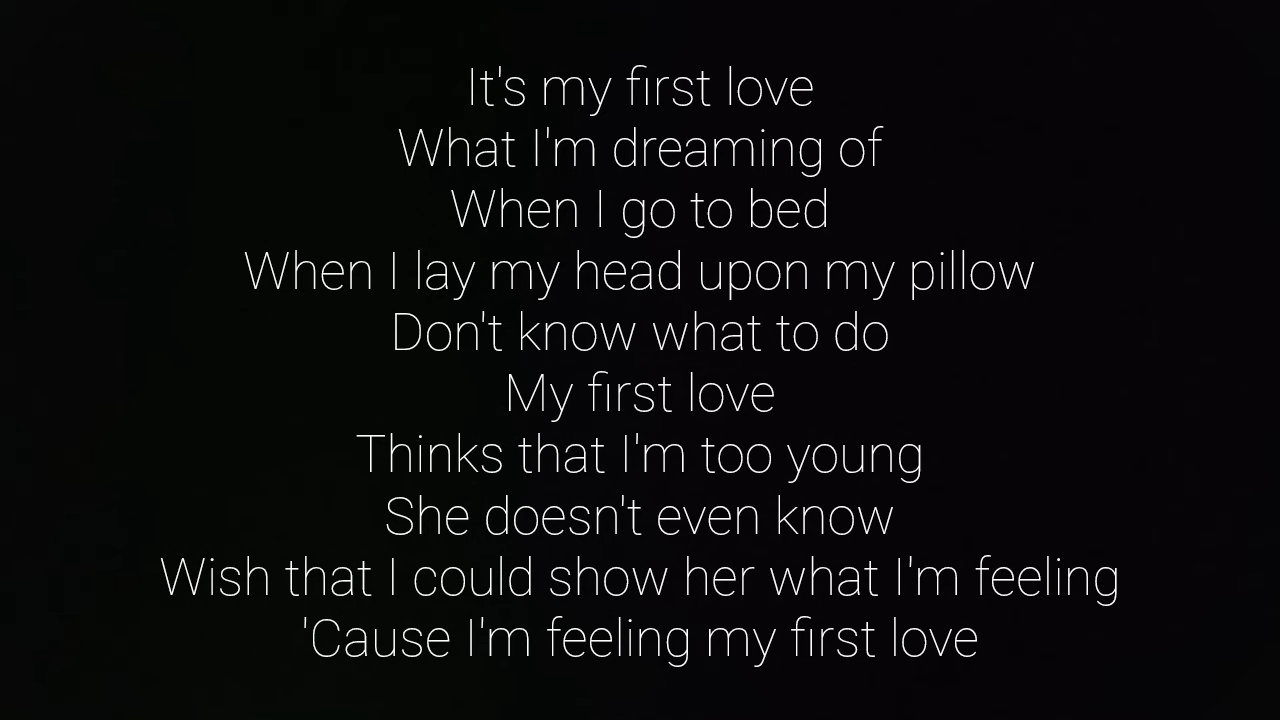 It's my first love
What I'm dreaming of
When I go to bed
When I lay my head upon my pillow
Don't know what to do
My first love
Thinks that I'm too young
She doesn't even know
Wish that I could show her what I'm feeling
'Cause I'm feeling my first love